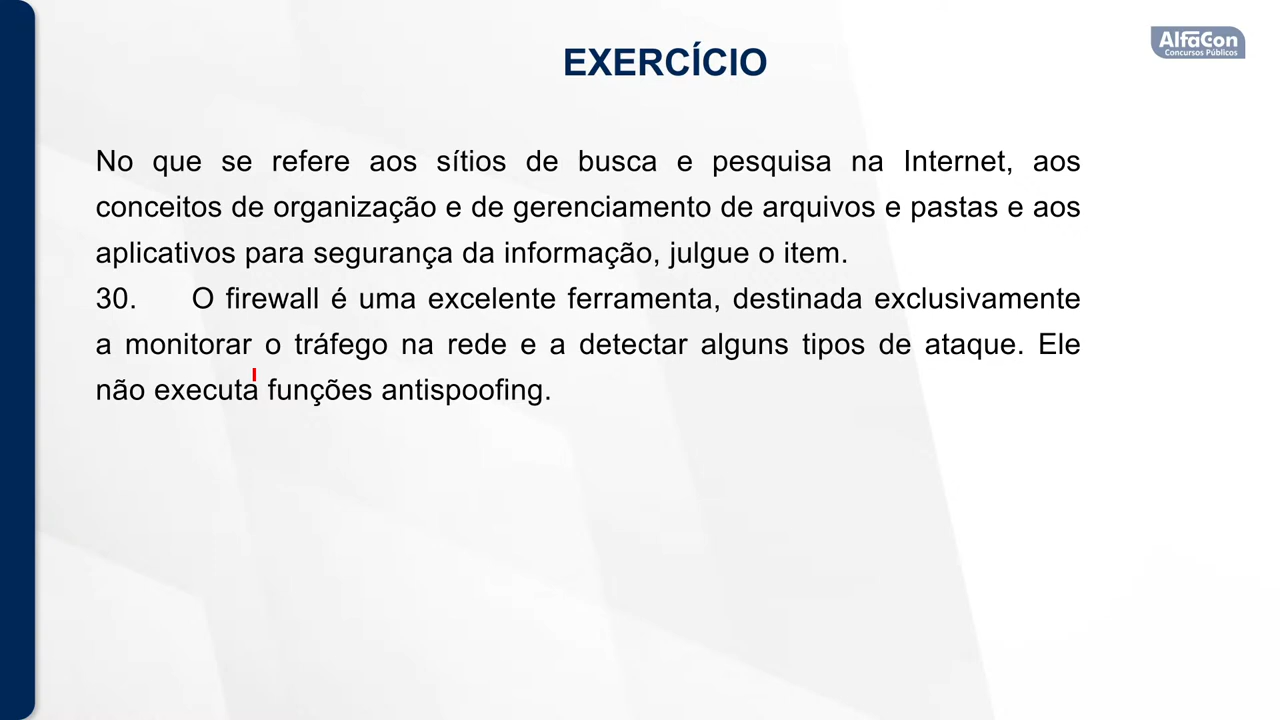 AlfaCon
Concursos Públicos
EXERCÍCIO
No que se refere aos sítios de busca e pesquisa na Internet, aos
conceitos de organização e de gerenciamento de arquivos e pastas e aos
aplicativos para segurança da informação, julgue o item.
30. O firewall é uma excelente ferramenta, destinada exclusivamente
a monitorar o tráfego na rede e a detectar alguns tipos de ataque. Ele
não executa funções antispoofing.